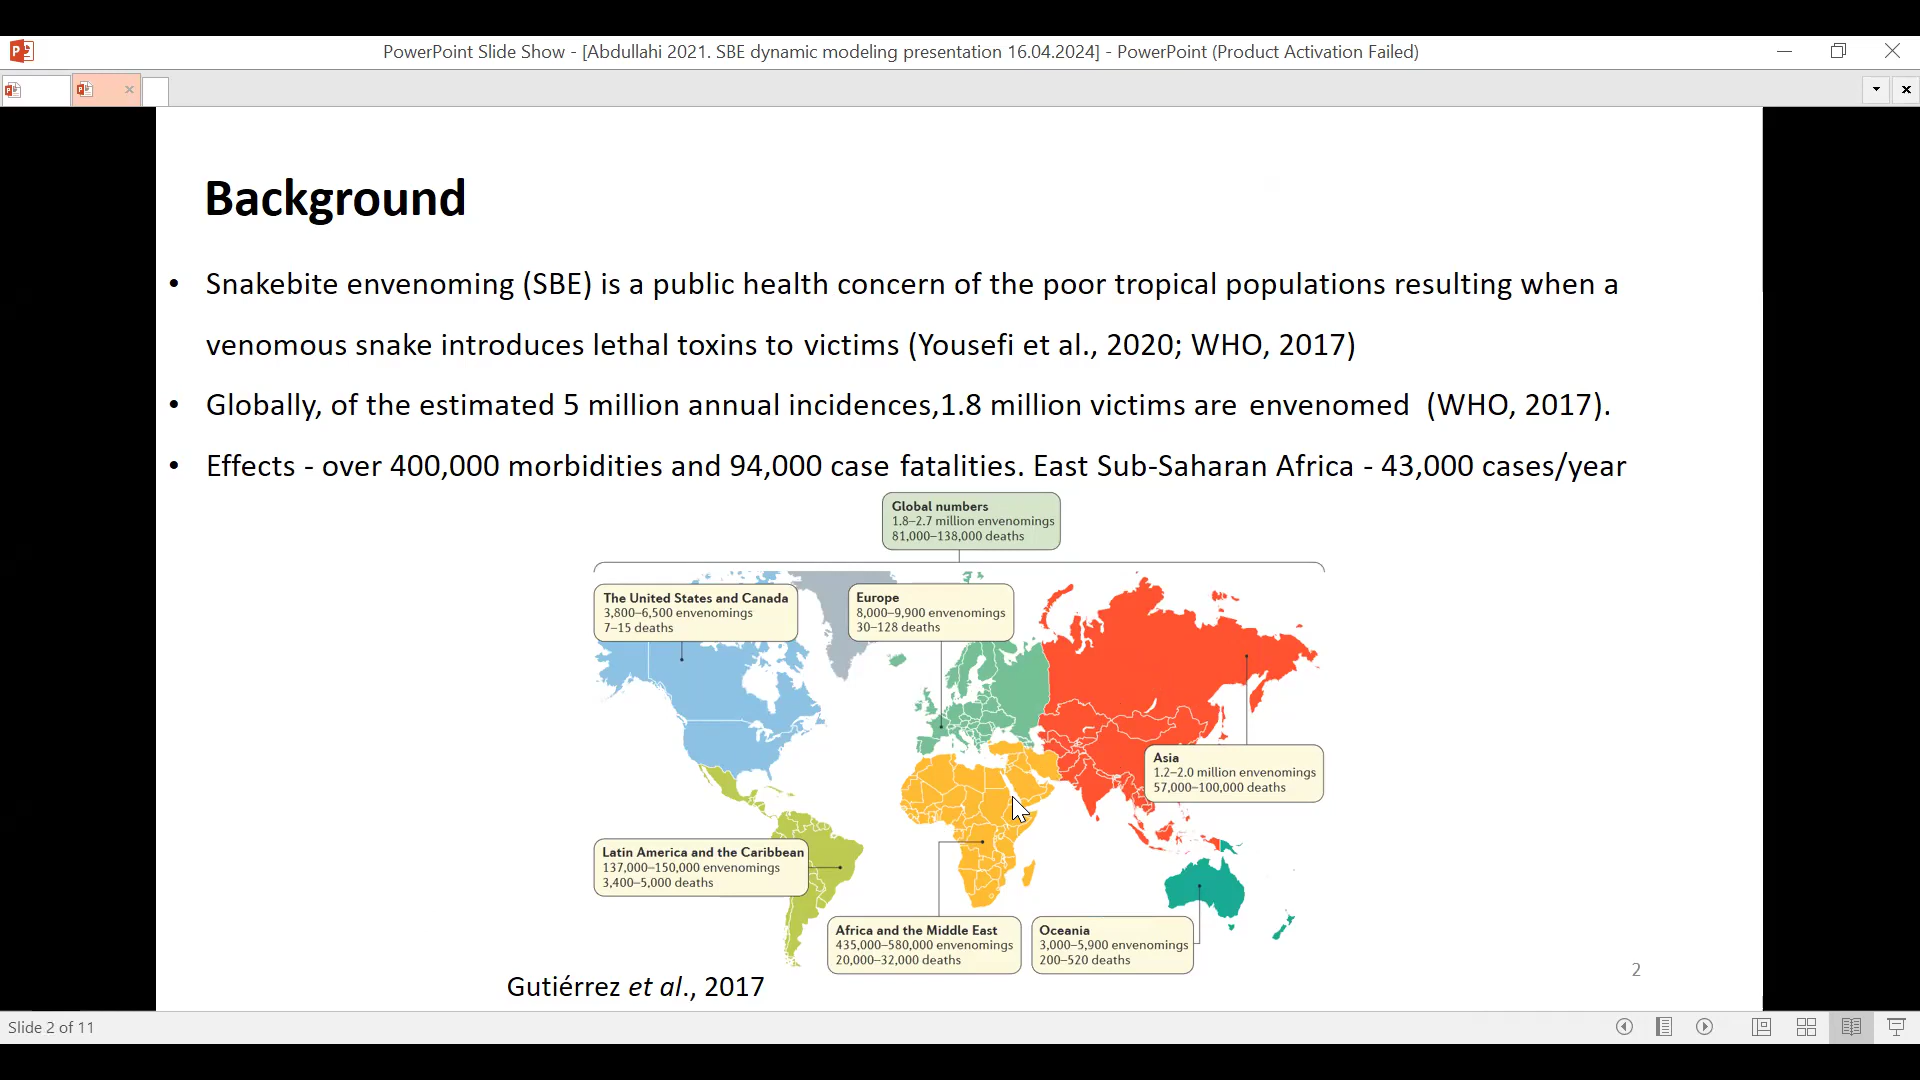 PowerPoint Slide Show - [Abdullahi 2021. SBE dynamic modeling presentation 16.04.2024] - PowerPoint (Product Activation Failed)
Background
• Snakebite envenoming (SBE) is a public health concern of the poor tropical populations resulting when a
venomous snake introduces lethal toxins to victims (Yousefi et al., 2020; WHO, 2017)
• Globally, of the estimated 5 million annual incidences,1.8 million victims are envenomed (WHO, 2017).
• Effects - over 400,000 morbidities and 94,000 case fatalities. East Sub-Saharan Africa - 43,000 cases/year
Global numbers
1.8–2.7 million envenomings
81,000–138,000 deaths
The United States and Canada
3,800–6,500 envenomings
7–15 deaths
Europe
8,000–9,900 envenomings
30–128 deaths
Asia
1.2–2.0 million envenomings
57,000–100,000 deaths
Latin America and the Caribbean
137,000–150,000 envenomings
3,400–5,000 deaths
Africa and the Middle East
435,000–580,000 envenomings
20,000–32,000 deaths
Oceania
3,000–5,900 envenomings
200–520 deaths
Gutiérrez et al., 2017
2
Slide 2 of 11